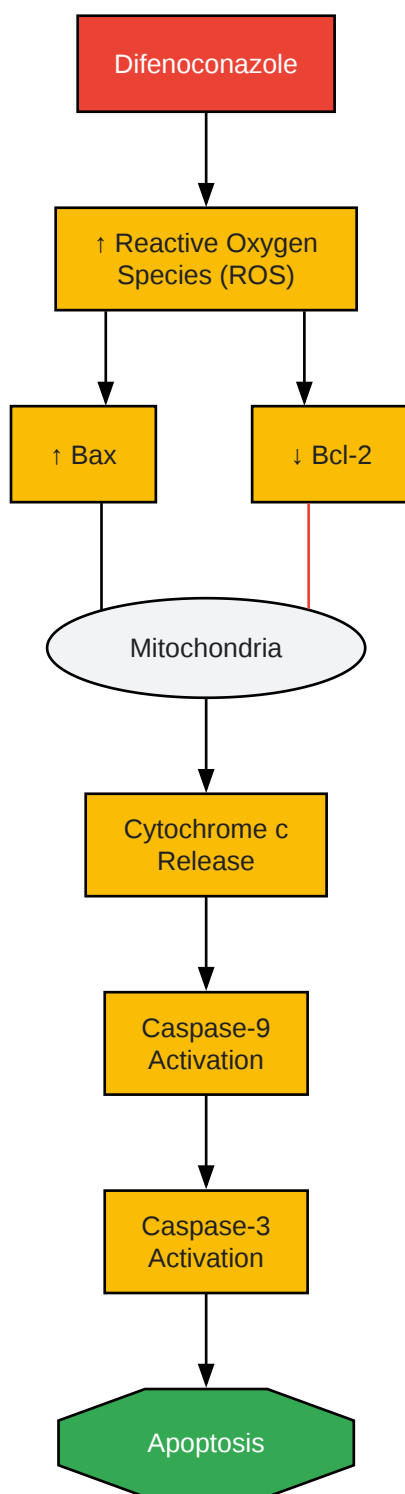 Difenoconazole
↑ Reactive Oxygen
Species (ROS)
↑ Bax
↓ Bcl-2
Mitochondria
Cytochrome c
Release
Caspase-9
Activation
Caspase-3
Activation
Apoptosis